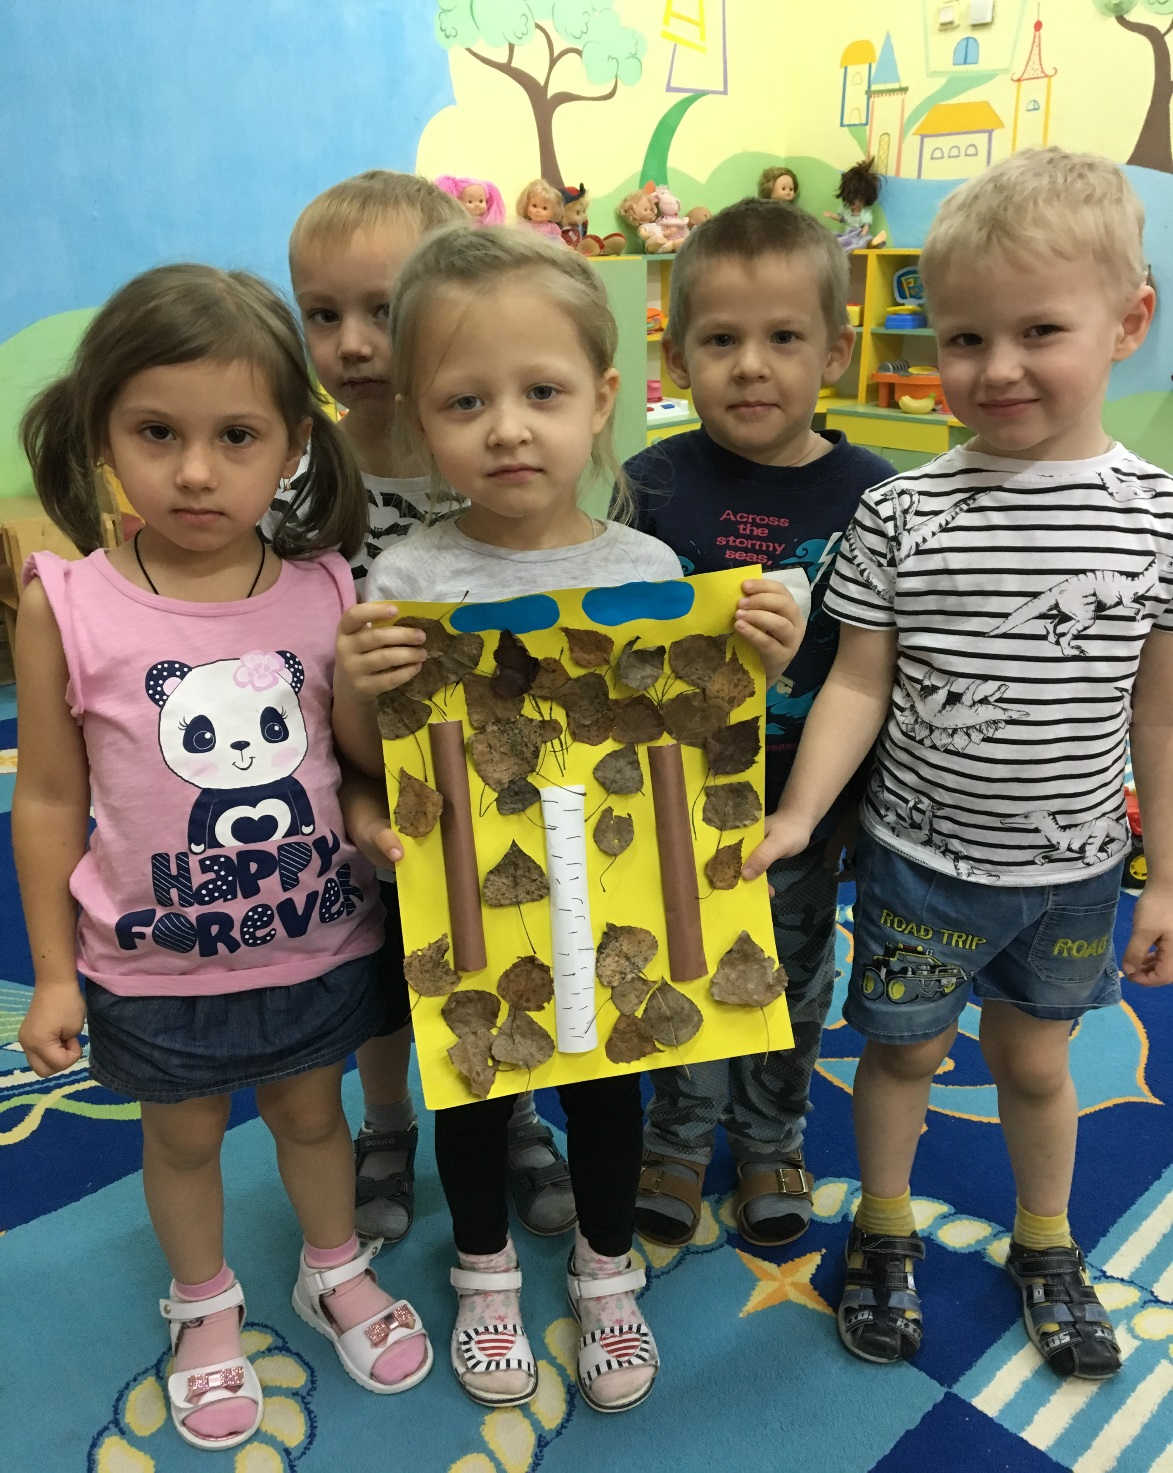 Across
the
stormy
seas,
HAPPY
FOREVER
ROAD TRIP
ROAD